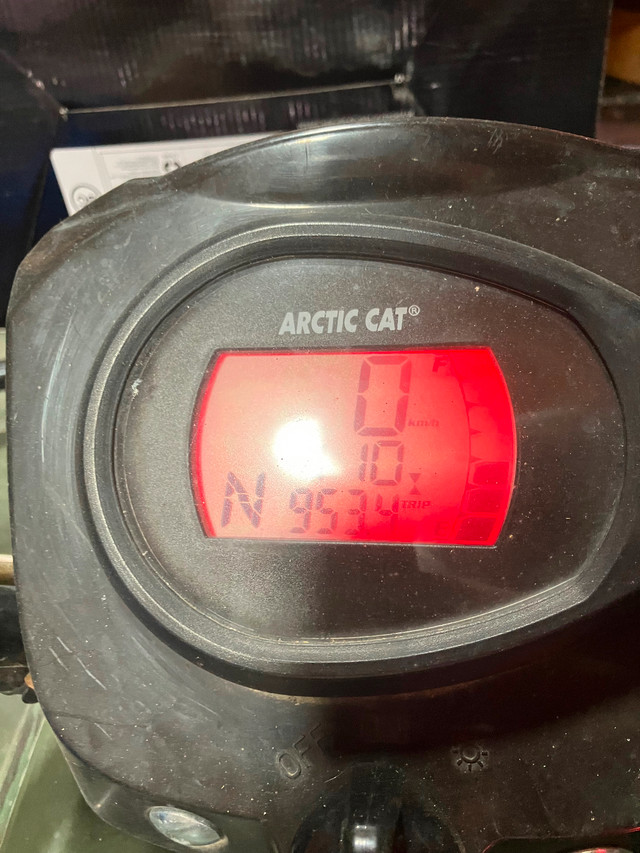 ARCTIC CAT®
F
0 km/h
10
N 9534 TRIP
OFF